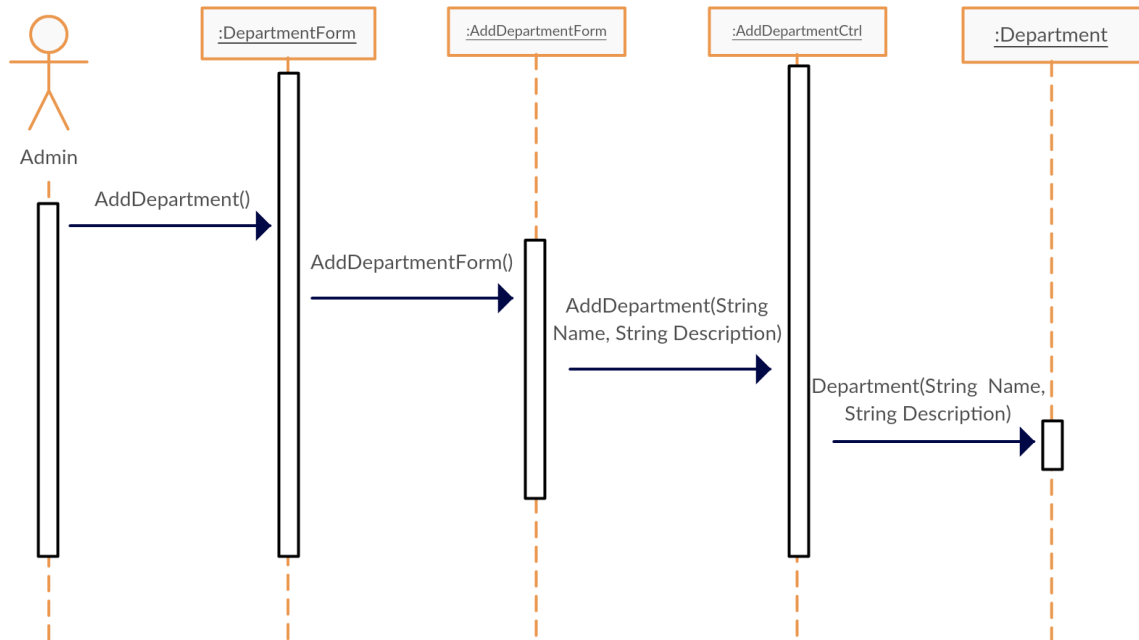 :DepartmentForm
:AddDepartmentForm
:AddDepartmentCtrl
:Department
Admin
AddDepartment()
AddDepartmentForm()
AddDepartment(String
Name, String Description)
Department(String Name,
String Description)